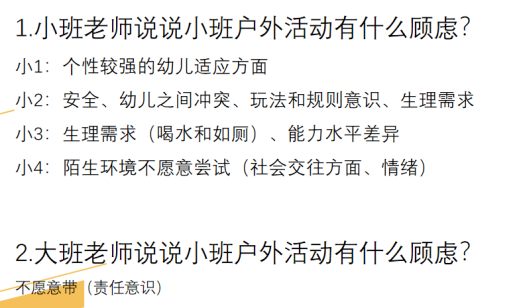 1.小班老师说说小班户外活动有什么顾虑？
小1：个性较强的幼儿适应方面
小2：安全、幼儿之间冲突、玩法和规则意识、生理需求
小3：生理需求（喝水和如厕）、能力水平差异
小4：陌生环境不愿意尝试（社会交往方面、情绪）
2.大班老师说说小班户外活动有什么顾虑？
不愿意带（责任意识）